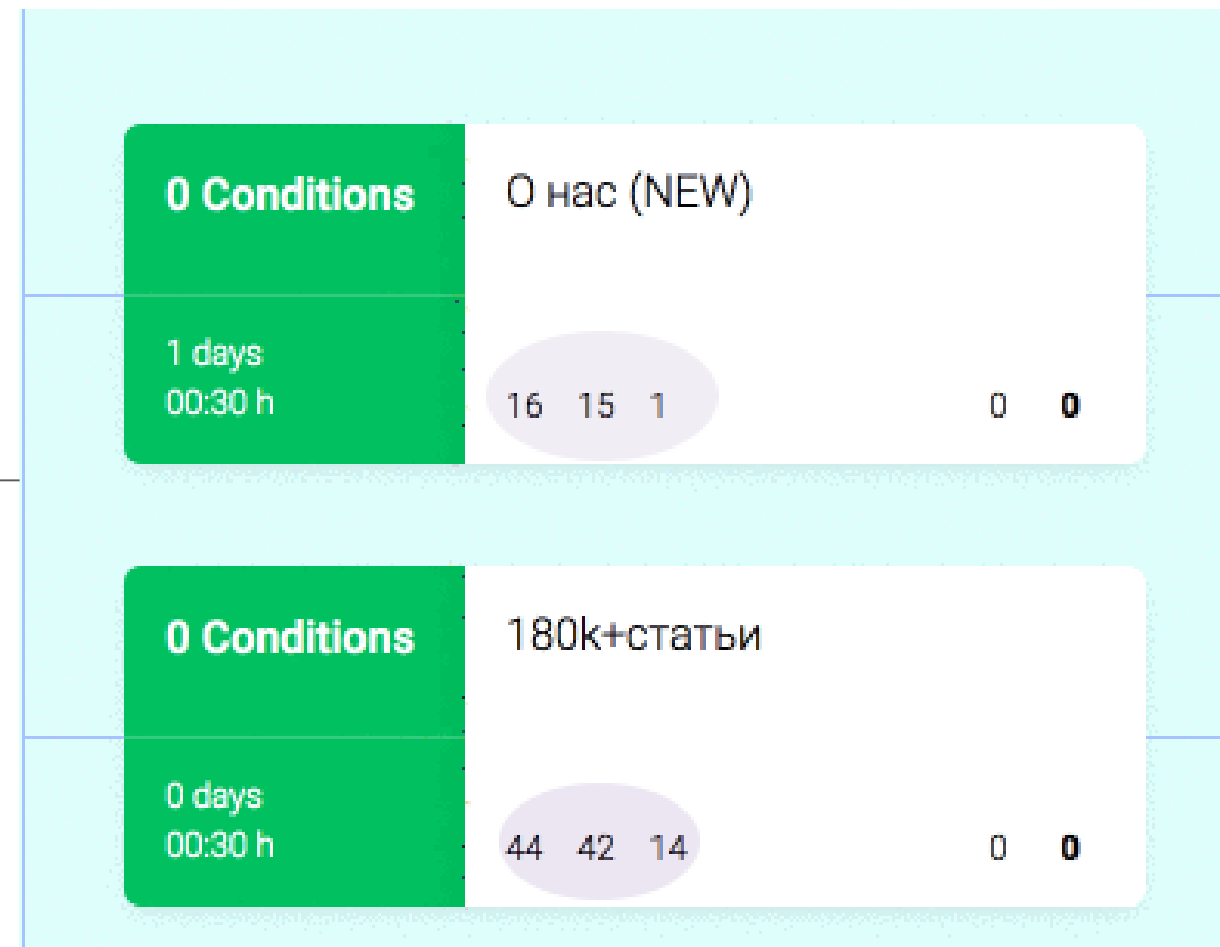 0 Conditions
О нас (NEW)
1 days
00:30 h
16 15 1
0 0
0 Conditions
180k+статьи
0 days
00:30 h
44 42 14
0 0